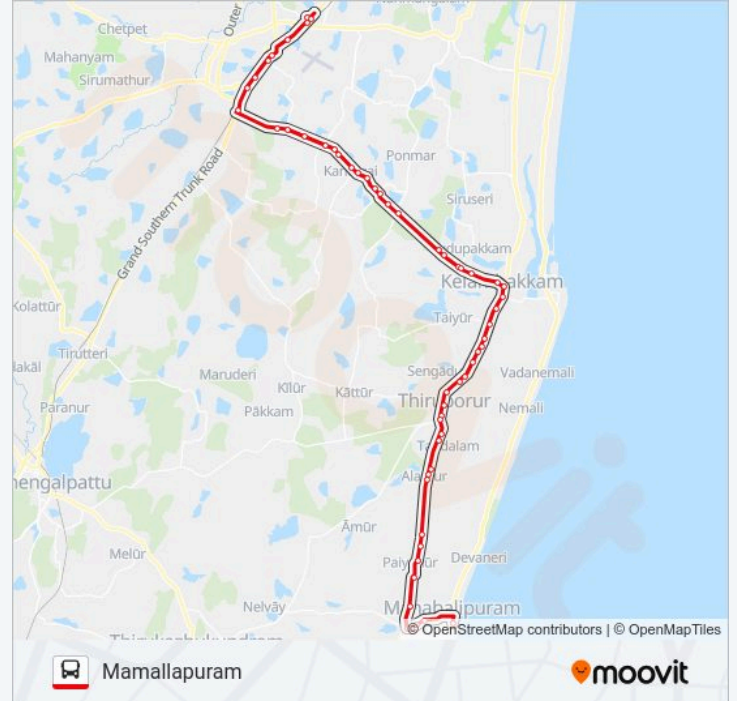 Chetpet
Outer
Mahanyam
Sirumathur
Ponmar
Siruseri
Grand Southern Trunk Road
Kolattūr
Taiyūr
Tirutteri
Maruderi
Sengādu
Vadanemali
Kīlūr
Kāttūr
Nemali
Paranur
Pākkam
Thiruporur
Tandalam
Āmūr
Melūr
Devaneri
Nelvāy
Mahabalipuram
© OpenStreetMap contributors | © OpenMapTiles
Mamallapuram
moovit